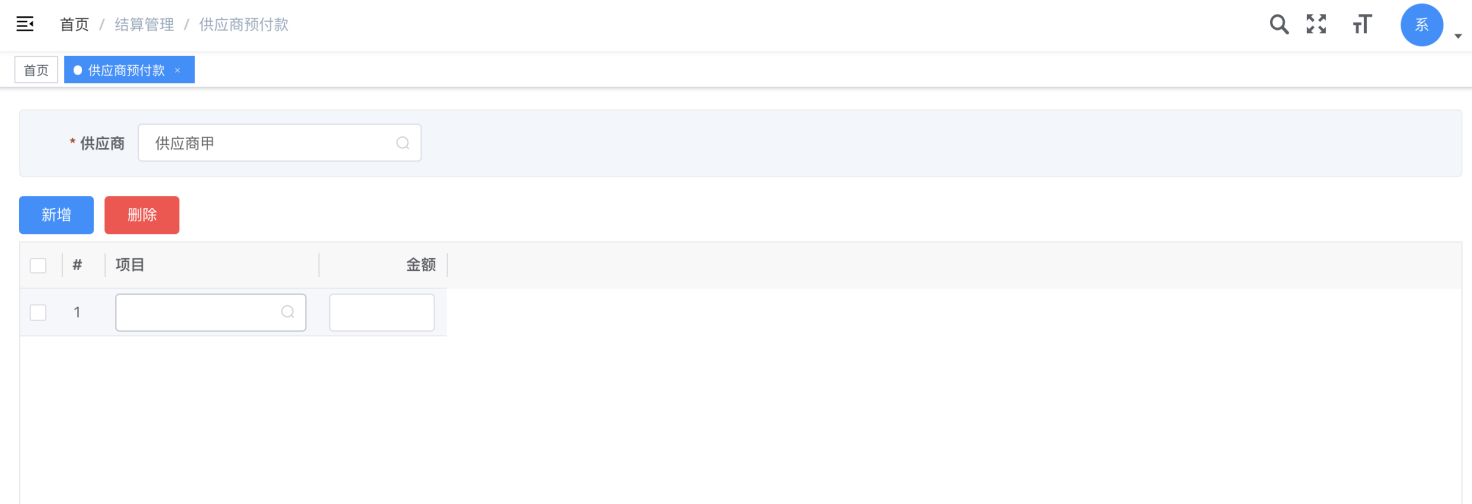 首页 / 结算管理 / 供应商预付款
系
首页
供应商预付款 ×
* 供应商 供应商甲
新增 删除
# 项目 金额
1